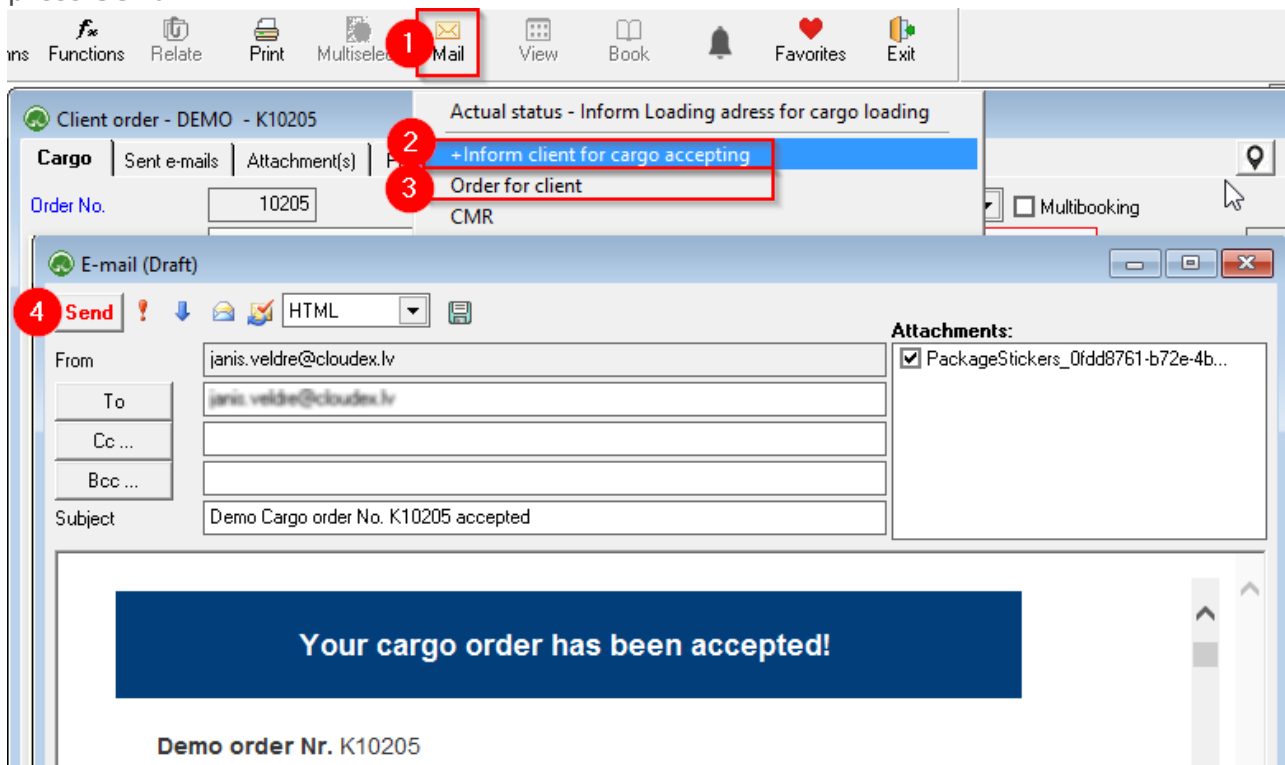 ns Functions Relate Print Multiselec 1 Mail View Book Favorites Exit
Client order - DEMO - K10205
Actual status - Inform Loading adress for cargo loading
Cargo Sent e-mails Attachment(s)
2 +Inform client for cargo accepting
3 Order for client
Order No. 10205
CMR
Multibooking
E-mail (Draft)
4 Send HTML
Attachments:
From janis.veldre@cloudex.lv
PackageStickers_0fdd8761-b72e-4b...
To janis.veldre@cloudex.lv
Cc ...
Bcc ...
Subject Demo Cargo order No. K10205 accepted
Your cargo order has been accepted!
Demo order Nr. K10205